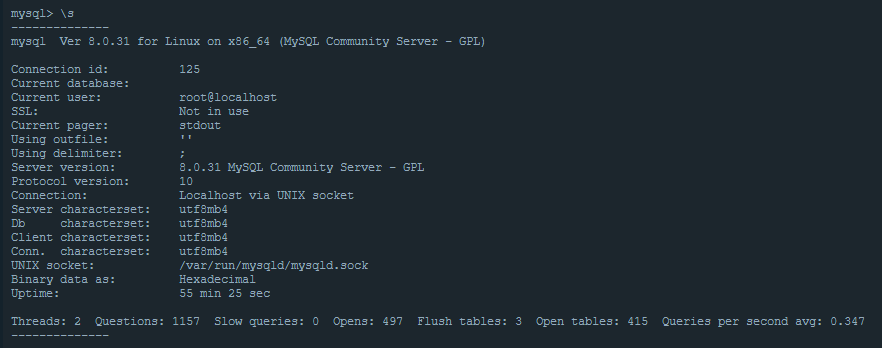 mysql> \s
--------------
mysql  Ver 8.0.31 for Linux on x86_64 (MySQL Community Server - GPL)

Connection id:          125
Current database:
Current user:           root@localhost
SSL:                    Not in use
Current pager:          stdout
Using outfile:          ''
Using delimiter:        ;
Server version:         8.0.31 MySQL Community Server - GPL
Protocol version:       10
Connection:             Localhost via UNIX socket
Server characterset:    utf8mb4
Db     characterset:    utf8mb4
Client characterset:    utf8mb4
Conn.  characterset:    utf8mb4
UNIX socket:            /var/run/mysqld/mysqld.sock
Binary data as:         Hexadecimal
Uptime:                 55 min 25 sec

Threads: 2  Questions: 1157  Slow queries: 0  Opens: 497  Flush tables: 3  Open tables: 415  Queries per second avg: 0.347
--------------